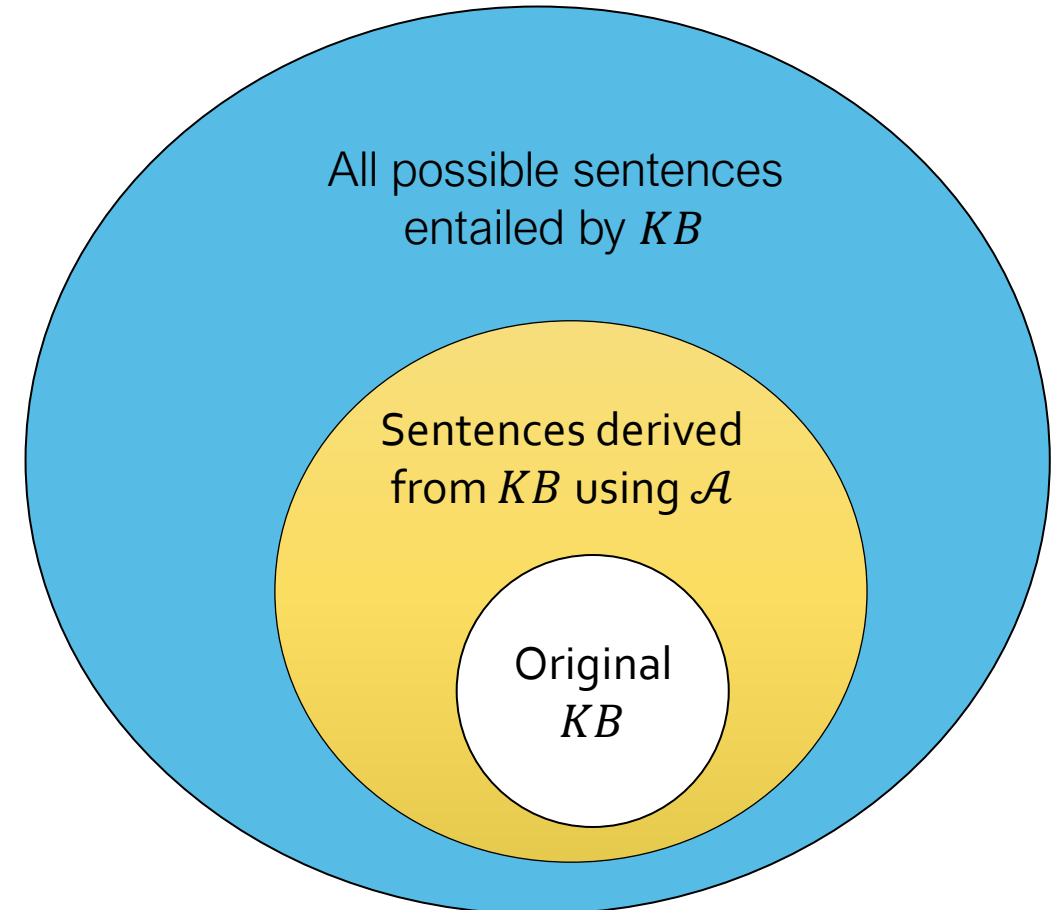 All possible sentences
entailed by 𝐾𝐵
Sentences derived
from 𝐾𝐵 using 𝒜
Original
𝐾𝐵